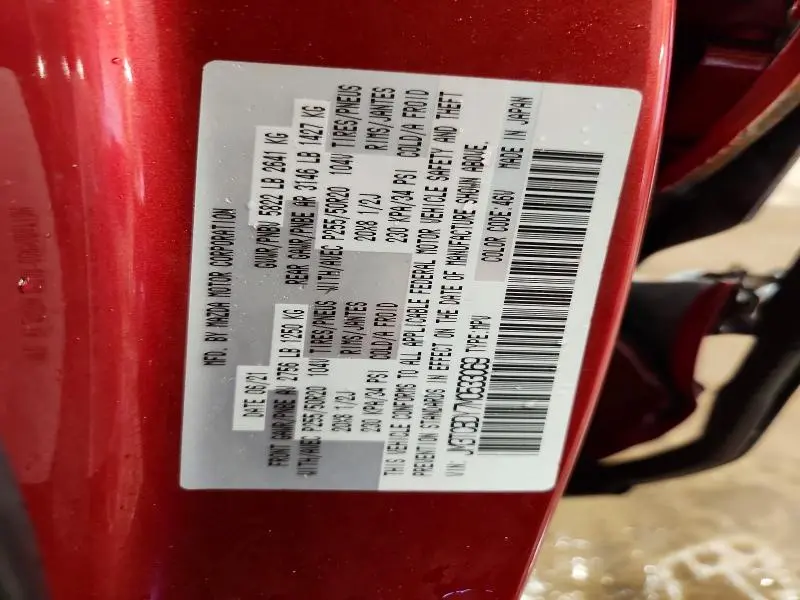 MFD. BY MAZDA MOTOR CORPORATION
DATE 06/21 GVWR/PNBV 5822 LB 2641 KG
FRONT GAWR/PNBE AV 2756 LB 1250 KG REAR GAWR/PNBE AR 3146 LB 1427 KG
WITH/AVEC P255/50R20 104V TIRES/PNEUS WITH/AVEC P255/50R20 104V TIRES/PNEUS
20X8 1/2J RIMS/JANTES 20X8 1/2J RIMS/JANTES
230 KPA/34 PSI COLD/A FROID 230 KPA/34 PSI COLD/A FROID
THIS VEHICLE CONFORMS TO ALL APPLICABLE FEDERAL MOTOR VEHICLE SAFETY AND THEFT
PREVENTION STANDARDS IN EFFECT ON THE DATE OF MANUFACTURE SHOWN ABOVE.
VIN: TYPE:MPV COLOR CODE:46V MADE IN JAPAN